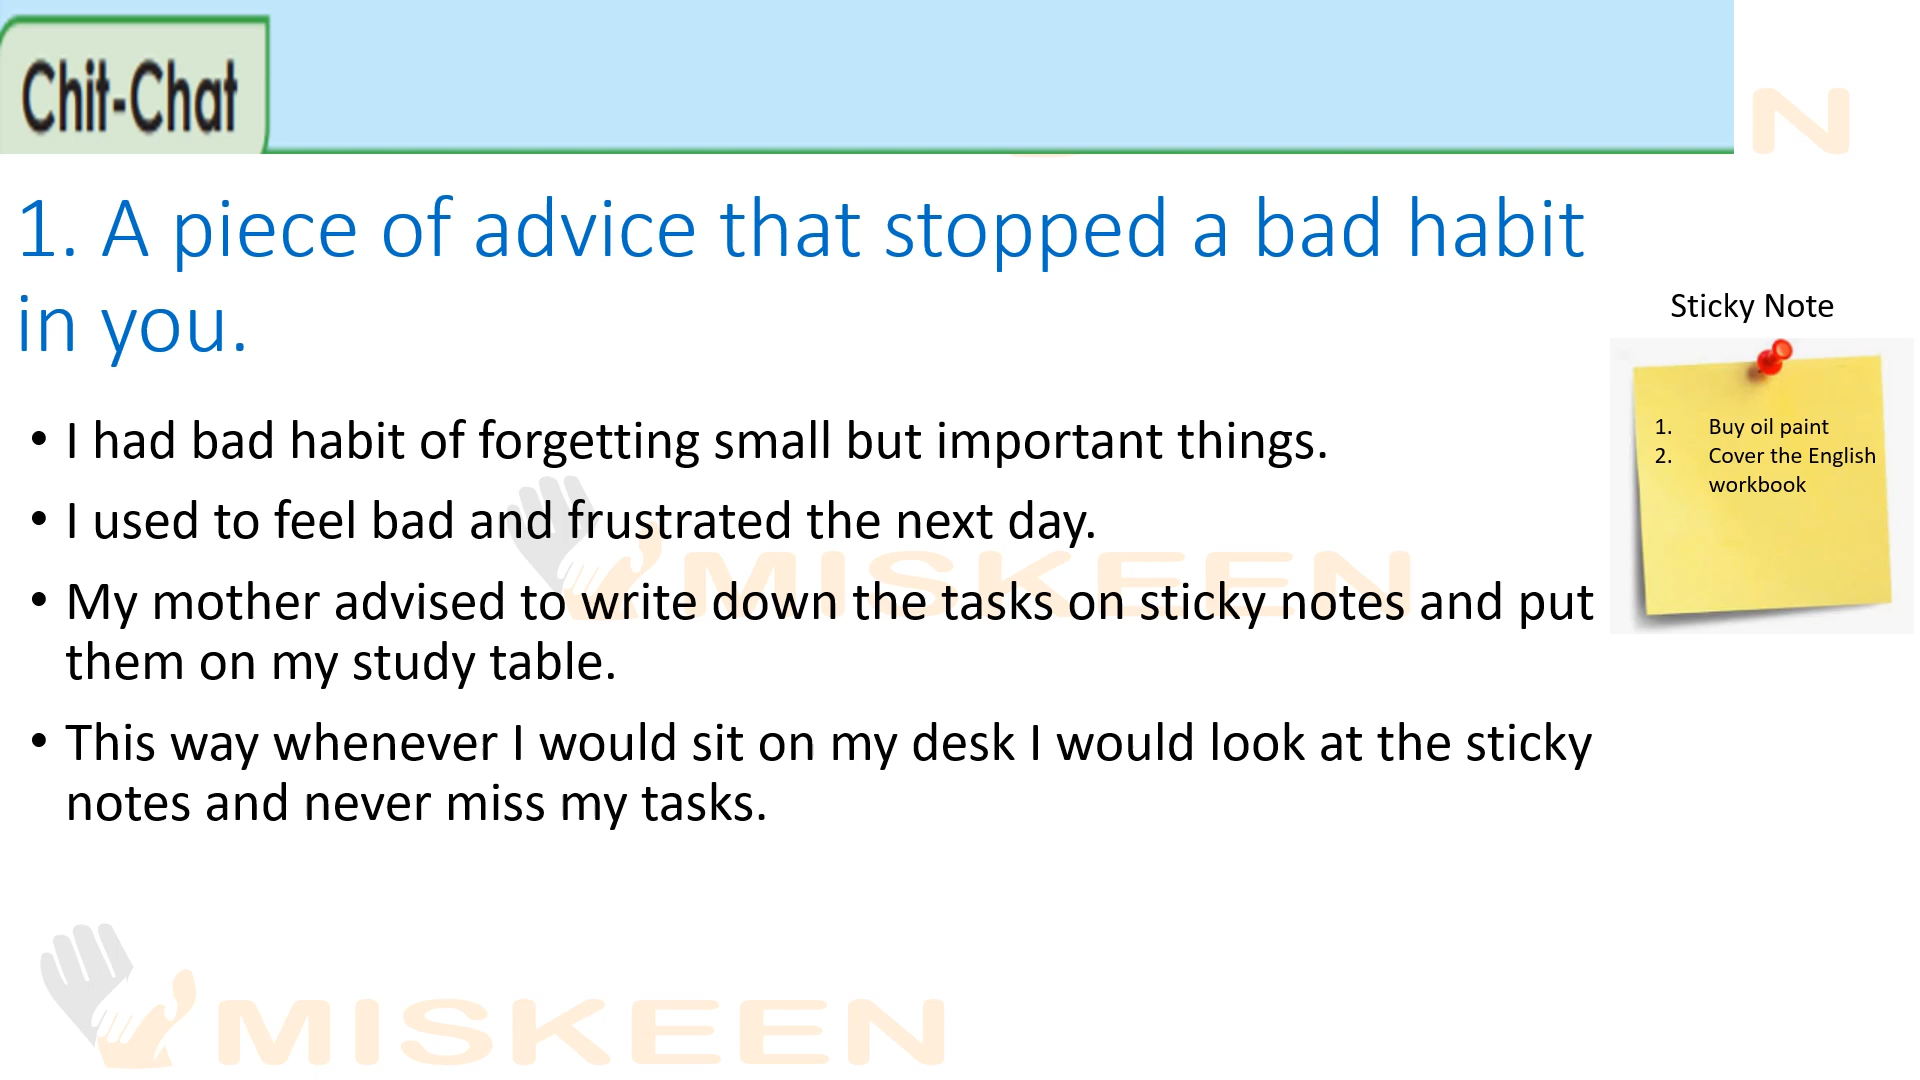 Chit-Chat
N
1. A piece of advice that stopped a bad habit
in you.
Sticky Note
1. Buy oil paint
2. Cover the English
workbook
• I had bad habit of forgetting small but important things.
• I used to feel bad and frustrated the next day.
• My mother advised to write down the tasks on sticky notes and put
them on my study table.
• This way whenever I would sit on my desk I would look at the sticky
notes and never miss my tasks.
MISKEEN
MISKEEN